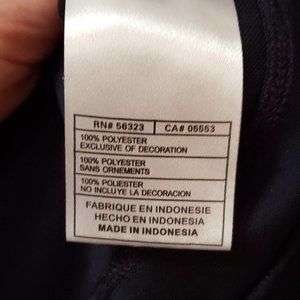 RN# 56323 CA# 05553
100% POLYESTER
EXCLUSIVE OF DECORATION
100% POLYESTER
SANS ORNEMENTS
100% POLIESTER
NO INCLUYE LA DECORACION
FABRIQUE EN INDONESIE
HECHO EN INDONESIA
MADE IN INDONESIA